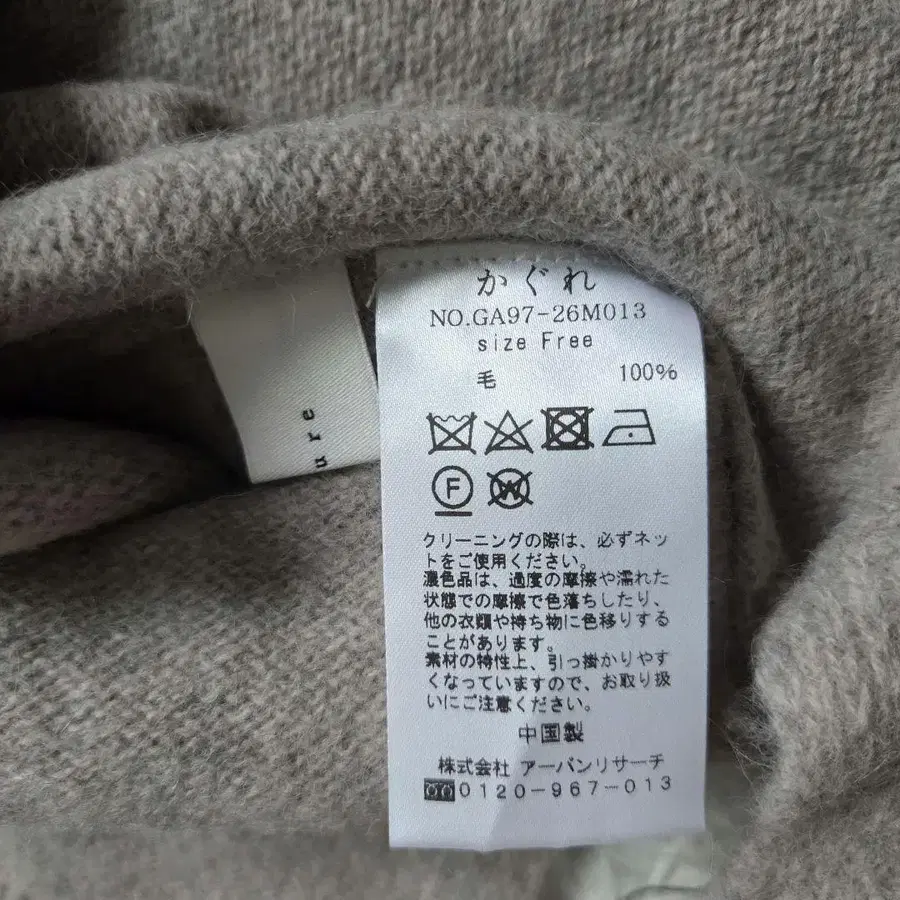 かぐれ
NO.GA97-26M013
size Free
毛 100%
F
W
クリーニングの際は、必ずネッ
トをご使用ください。
濃色品は、過度の摩擦や濡れた
状態での摩擦で色落ちしたり、
他の衣類や持ち物に色移りする
ことがあります。
素材の特性上、引っ掛かりやす
くなっていますので、お取り扱
いにご注意ください。
中国製
株式会社 アーバンリサーチ
0120-967-013
ure